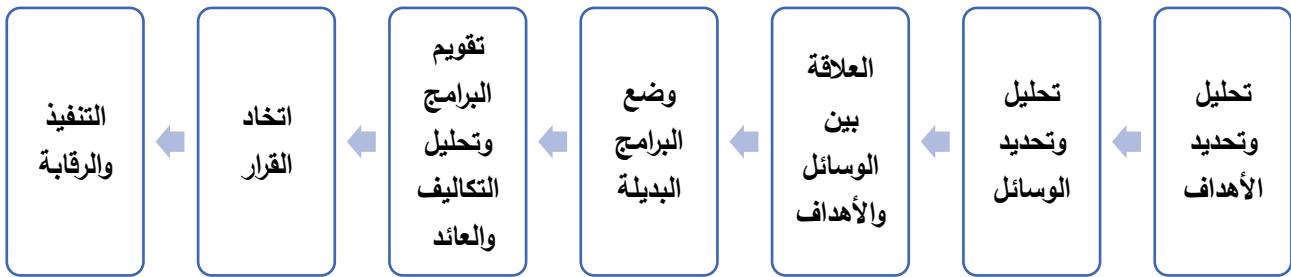 تحليل
وتحديد
الأهداف
تحليل
وتحديد
الوسائل
العلاقة
بين
الوسائل
والأهداف
وضع
البرامج
البديلة
تقويم
البرامج
وتحليل
التكاليف
والعائد
اتخاد
القرار
التنفيذ
والرقابة